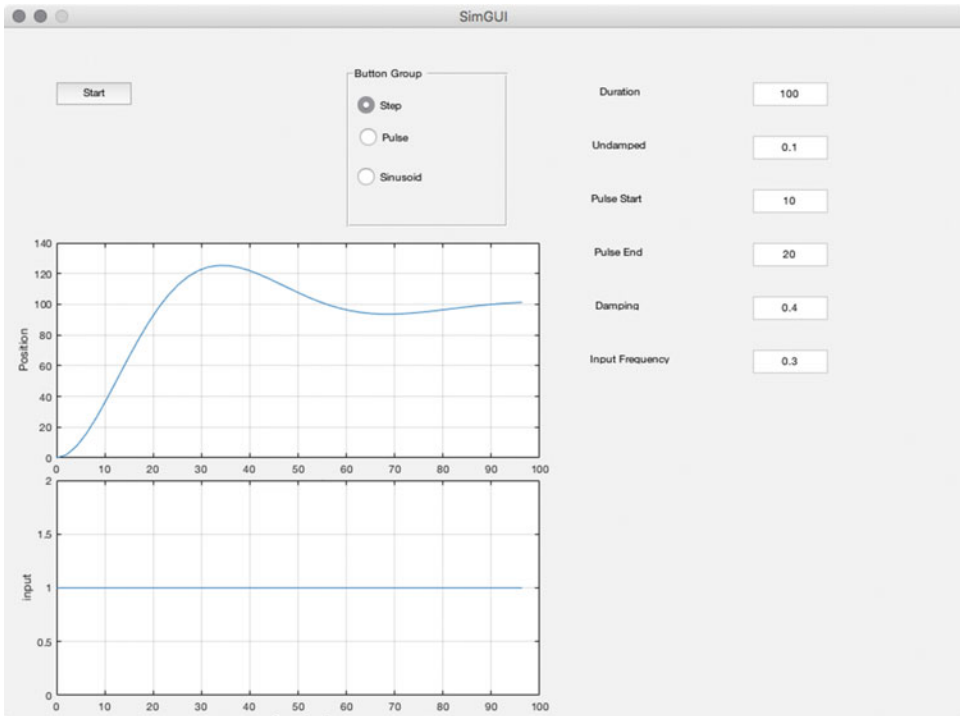 SimGUI
Start
Button Group
Step
Pulse
Sinusoid
Duration
100
Undamped
0.1
Pulse Start
10
Pulse End
20
Damping
0.4
Input Frequency
0.3
Position
140
120
100
80
60
40
20
0
0 10 20 30 40 50 60 70 80 90 100
input
2
1.5
1
0.5
0
0 10 20 30 40 50 60 70 80 90 100